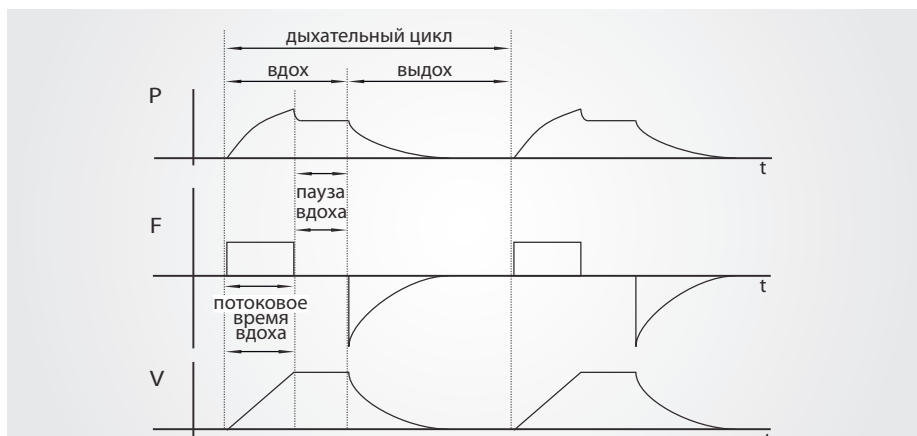 дыхательный цикл
вдох
выдох
P
t
пауза
вдоха
F
t
потоковое
время
вдоха
V